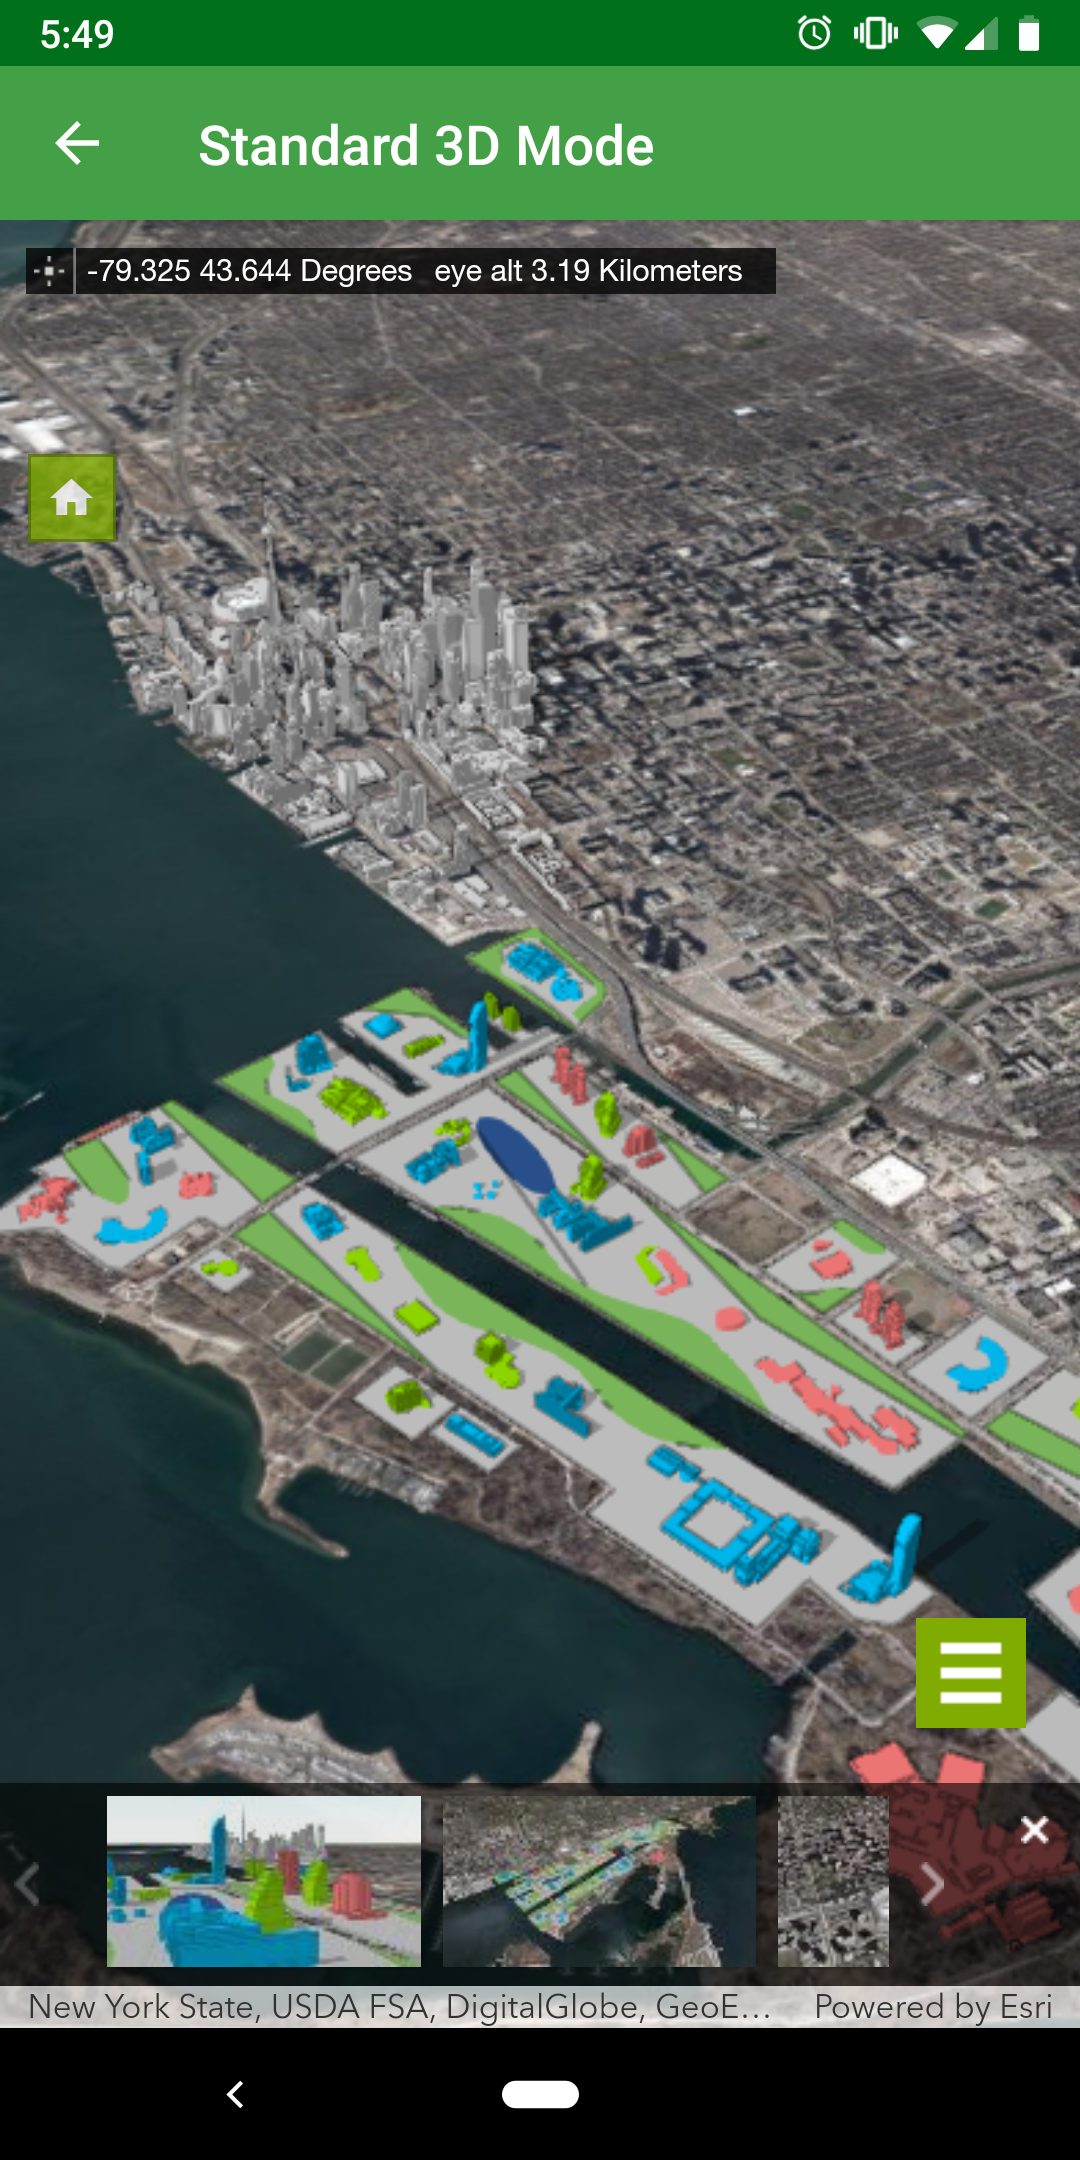 5:49
Standard 3D Mode
-79.325 43.644 Degrees eye alt 3.19 Kilometers
New York State, USDA FSA, DigitalGlobe, GeoE... Powered by Esri